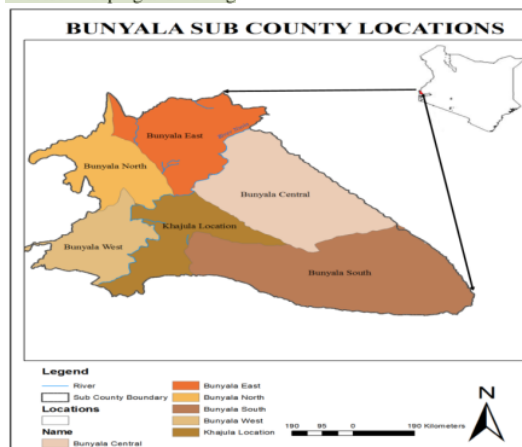 BUNYALA SUB COUNTY LOCATIONS
Bunyala East
Bunyala North
Bunyala Central
Khajula Location
Bunyala West
Bunyala South
Legend
River
Sub County Boundary
Locations
Name
Bunyala Central
Bunyala East
Bunyala North
Bunyala South
Bunyala West
Khajula Location
N
190 95 0 190 Kilometers